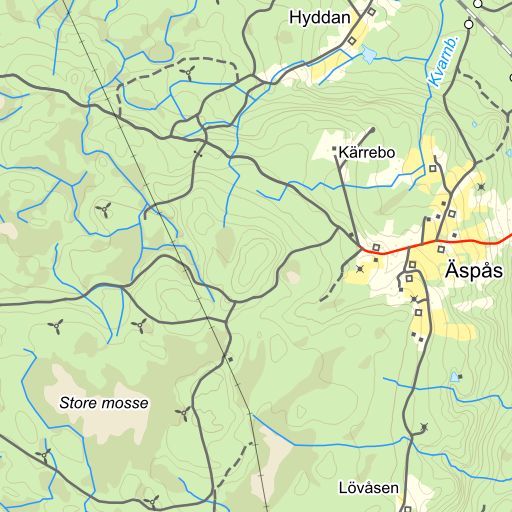 Hyddan
Kvarnb.
Kärrebo
Äspås
Store mosse
Lövåsen